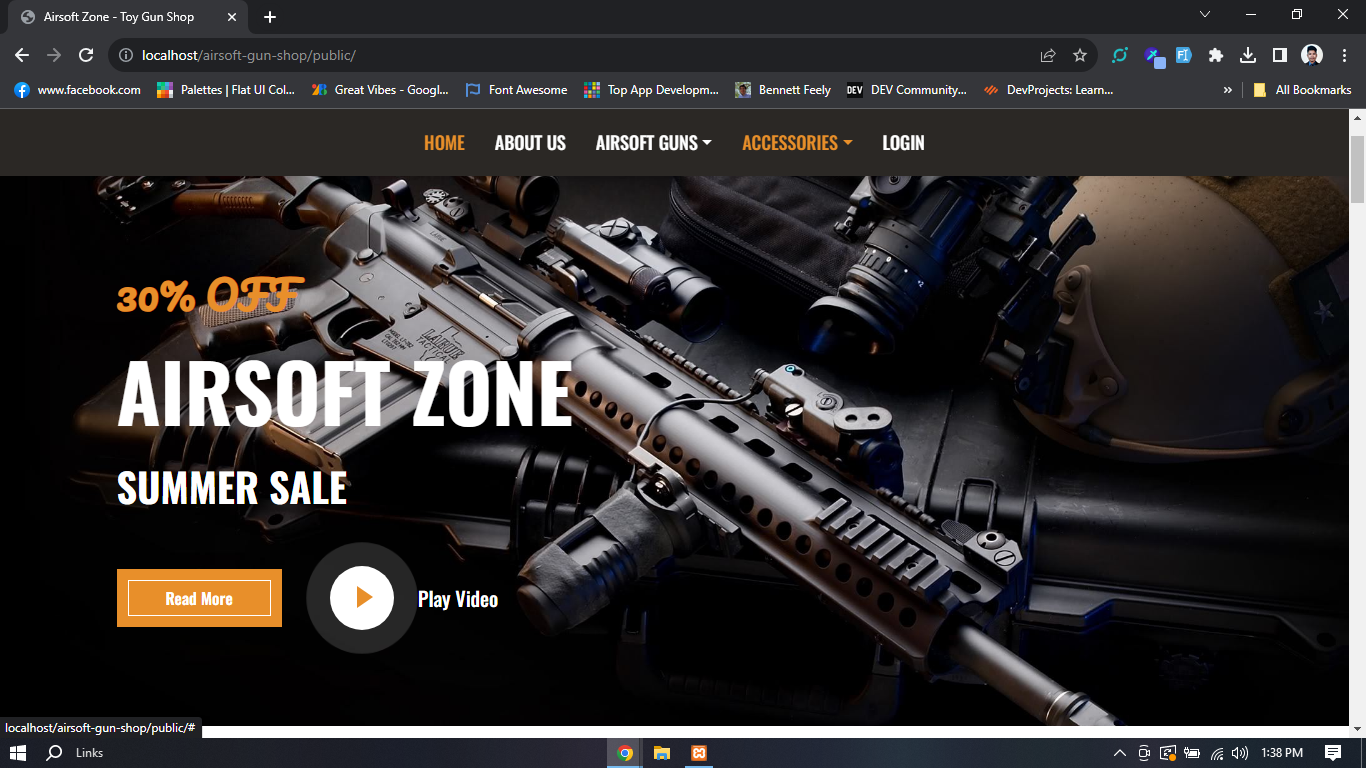 Airsoft Zone - Toy Gun Shop
localhost/airsoft-gun-shop/public/
www.facebook.com
Palettes | Flat UI Col...
Great Vibes - Googl...
Font Awesome
Top App Developm...
Bennett Feely
DEV
DEV Community...
DevProjects: Learn...
»
All Bookmarks
HOME
ABOUT US
AIRSOFT GUNS
ACCESSORIES
LOGIN
30% OFF
LARUE
TACTICAL
AIRSOFT ZONE
SUMMER SALE
Read More
Play Video
localhost/airsoft-gun-shop/public/#
Links
1:38 PM